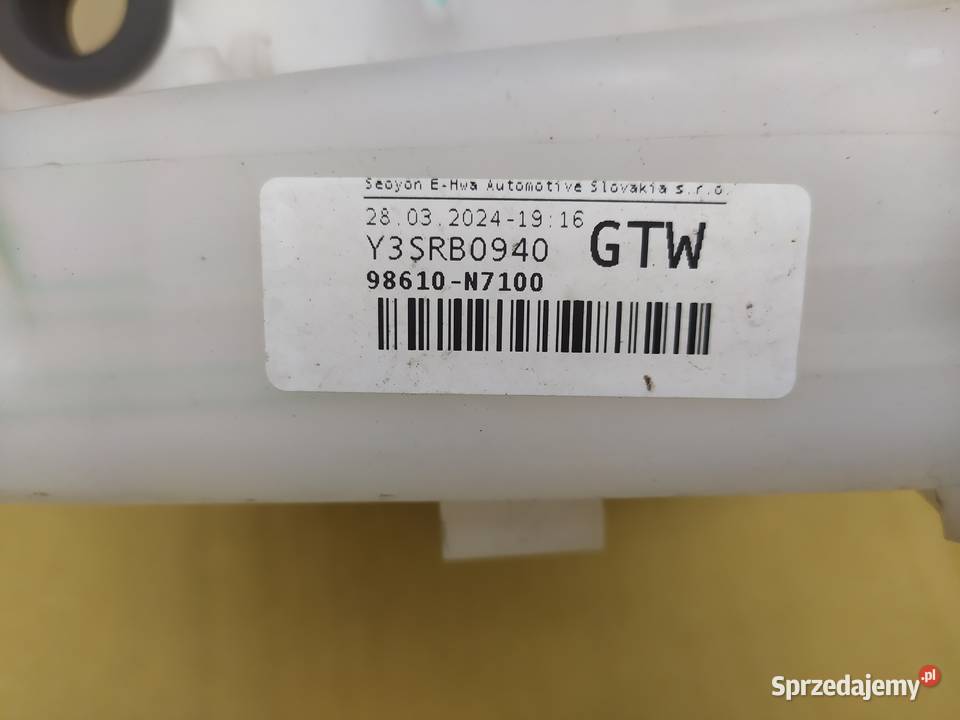 Seoyon E-Hwa Automotive Slovakia s.r.o.
28.03.2024-19:16
GTW
Y3SRB0940
98610-N7100
Sprzedajemy.pl